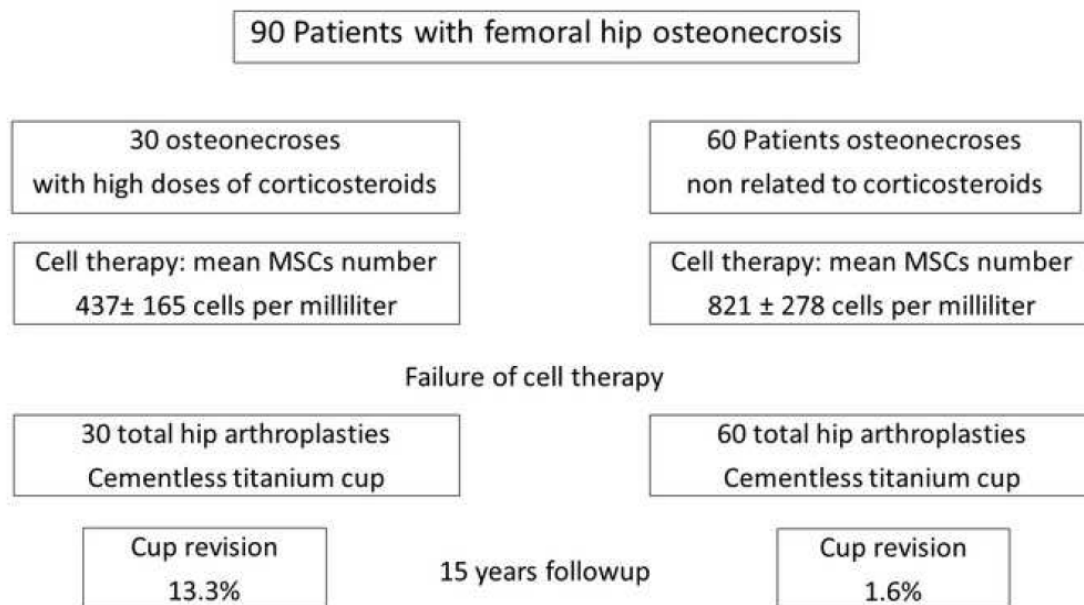 90 Patients with femoral hip osteonecrosis
30 osteonecroses
with high doses of corticosteroids
60 Patients osteonecroses
non related to corticosteroids
Cell therapy: mean MSCs number
437± 165 cells per milliliter
Cell therapy: mean MSCs number
821 ± 278 cells per milliliter
Failure of cell therapy
30 total hip arthroplasties
Cementless titanium cup
60 total hip arthroplasties
Cementless titanium cup
Cup revision
13.3%
15 years followup
Cup revision
1.6%